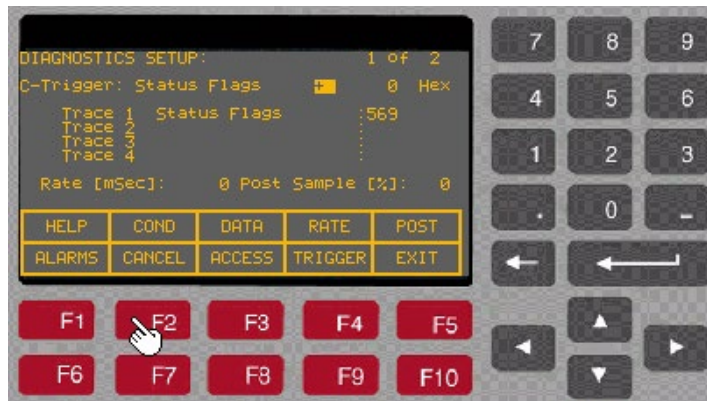 DIAGNOSTICS SETUP: 1 of 2
C-Trigger: Status Flags + 0 Hex
Trace 1 Status Flags :569
Trace 2 :
Trace 3 :
Trace 4 :
Rate [mSec]: 0 Post Sample [%]: 0
HELP COND DATA RATE POST
ALARMS CANCEL ACCESS TRIGGER EXIT
F1 F2 F3 F4 F5
F6 F7 F8 F9 F10
7 8 9
4 5 6
1 2 3
. 0 -